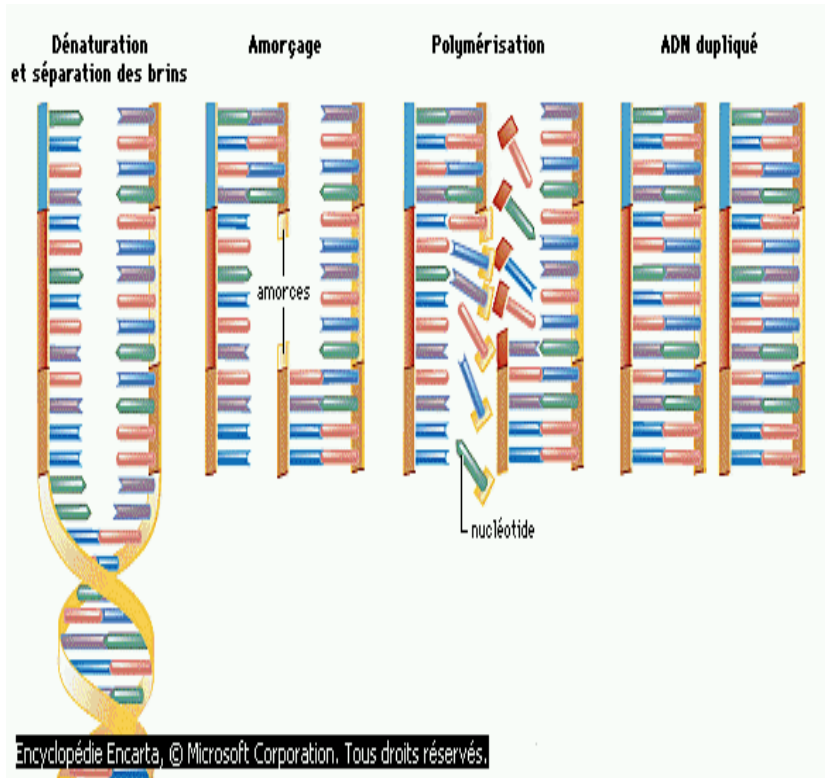 Dénaturation
et séparation des brins
Amorçage
Polymérisation
ADN dupliqué
amorces
nucléotide
Encyclopédie Encarta, © Microsoft Corporation. Tous droits réservés.